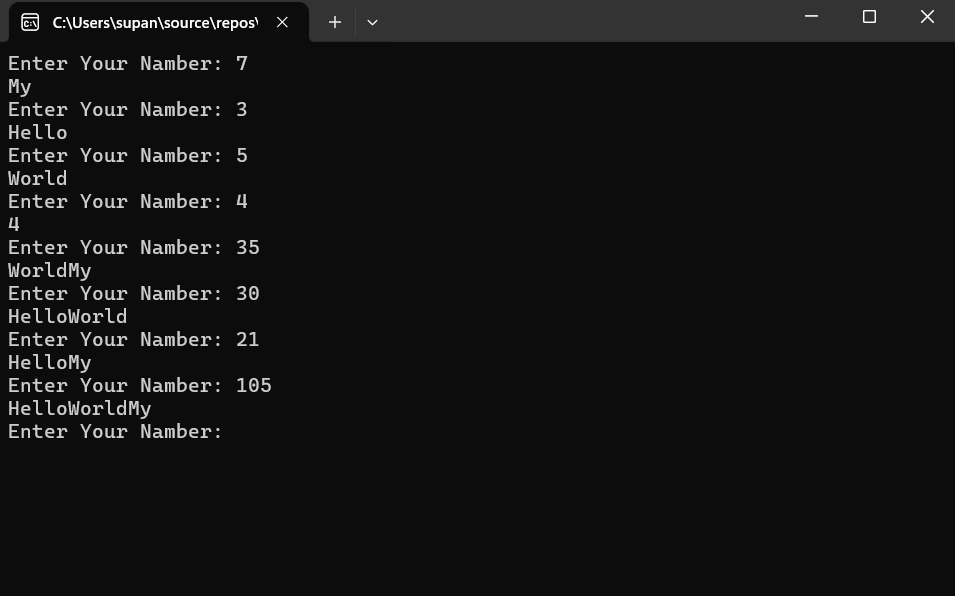 C:\Users\supan\source\repos\
Enter Your Namber: 7
My
Enter Your Namber: 3
Hello
Enter Your Namber: 5
World
Enter Your Namber: 4
4
Enter Your Namber: 35
WorldMy
Enter Your Namber: 30
HelloWorld
Enter Your Namber: 21
HelloMy
Enter Your Namber: 105
HelloWorldMy
Enter Your Namber: